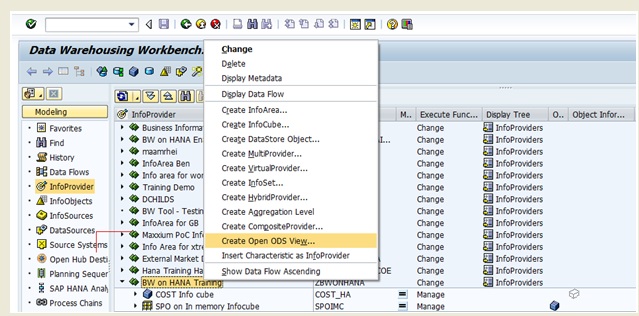 Data Warehousing Workbench.
Modeling
Favorites
Find
History
Data Flows
InfoProvider
InfoObjects
InfoSources
DataSources
Source Systems
Open Hub Desti
Planning Sequer
SAP HANA Analy
Process Chains
Change
Delete
Display Metadata
Display Data Flow
Create InfoArea...
Create InfoCube...
Create DataStore Object...
Create MultiProvider...
Create VirtualProvider...
Create InfoSet...
Create HybridProvider...
Create Aggregation Level
Create CompositeProvider...
Create Open ODS View...
Insert Characteristic as InfoProvider
Show Data Flow Ascending
InfoProvider M.. Execute Func... Display Tree O.. Object Infor...
Business Informa Change InfoProviders
BW on HANA En AI... Change InfoProviders
maamrhei Change InfoProviders
InfoArea Ben Change InfoProviders
Info area for wor Change InfoProviders
Training Demo Change InfoProviders
DCHILDS Change InfoProviders
BW Tool - Testin Change InfoProviders
InfoArea for GB Change InfoProviders
Maxxium PoC Inf Change InfoProviders
Info Area for xtre Change InfoProviders
External Market D Change InfoProviders
Hana Training Ha COE Change InfoProviders
BW on HANA Training ZBWONHANA Change InfoProviders
COST Info cube COST_HA = Manage
SPO on In memory Infocube SPOIMC = Manage